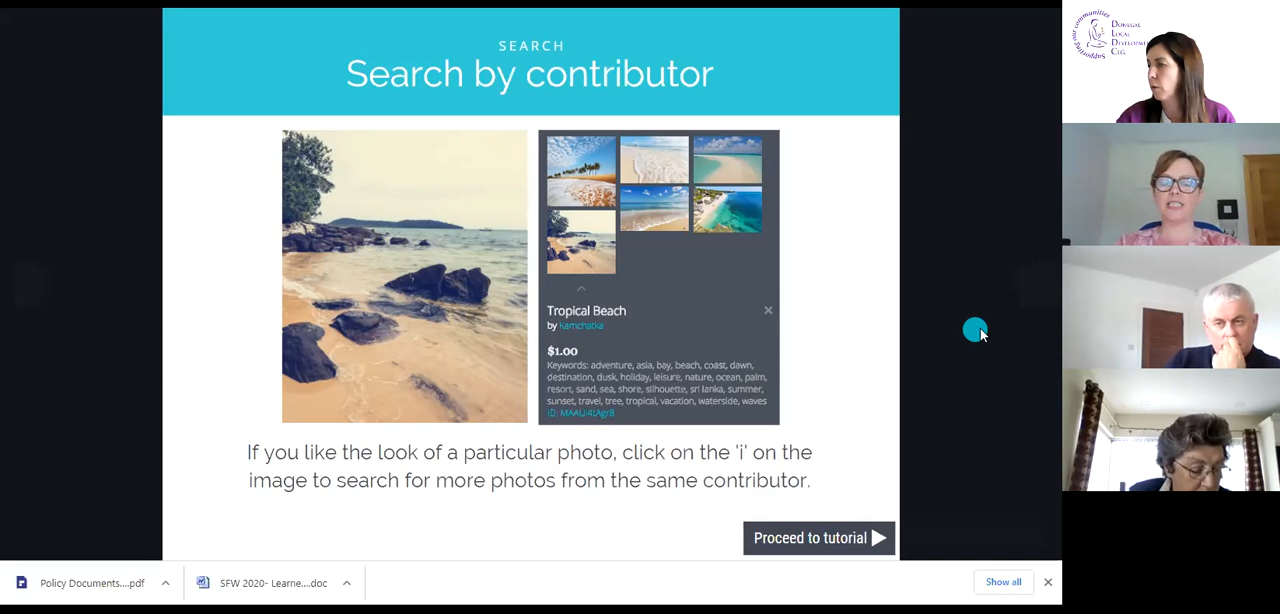 SEARCH
Search by contributor
Tropical Beach
by Kamchatka
$1.00
Keywords: adventure, asia, bay, beach, coast, dawn,
destination, dusk, holiday, leisure, nature, ocean, palm,
resort, sand, sea, shore, silhouette, sri lanka, summer,
sunset, travel, tree, tropical, vacation, waterside, waves
If you like the look of a particular photo, click on the 'i' on the
image to search for more photos from the same contributor.
Proceed to tutorial
Policy Documents....pdf
SFW 2020- Learne....doc
Show all
Supporting our communities
DONEGAL
LOCAL
DEVELOPM
CLG.